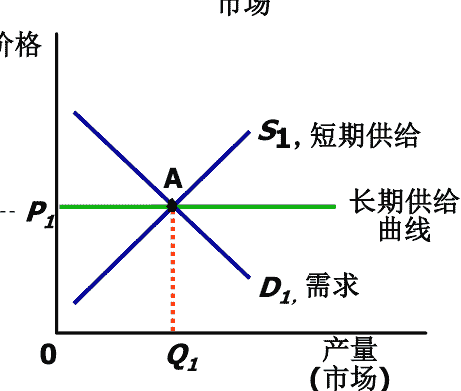 市场
价格
S1, 短期供给
A
P1
长期供给
曲线
D1, 需求
0
Q1
产量
(市场)